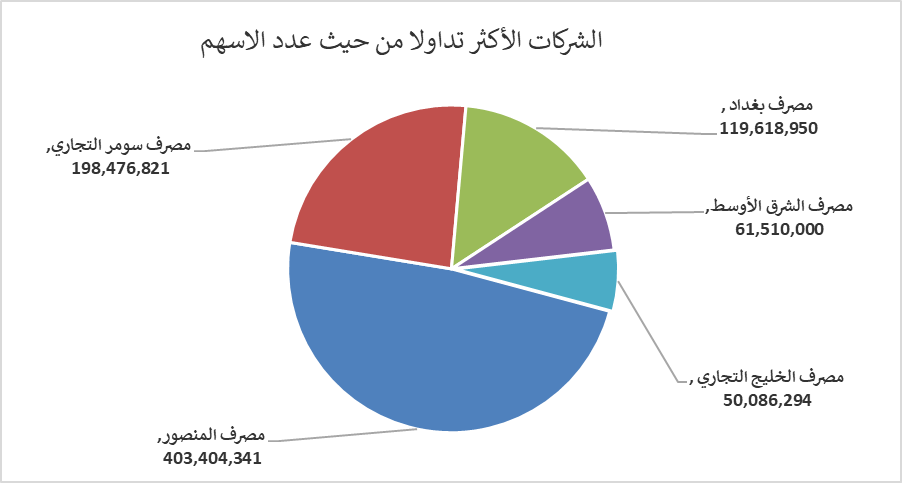 الشركات الأكثر تداولا من حيث عدد الاسهم
مصرف بغداد ,
119,618,950
مصرف سومر التجاري,
198,476,821
مصرف الشرق الأوسط,
61,510,000
مصرف الخليج التجاري ,
50,086,294
مصرف المنصور,
403,404,341